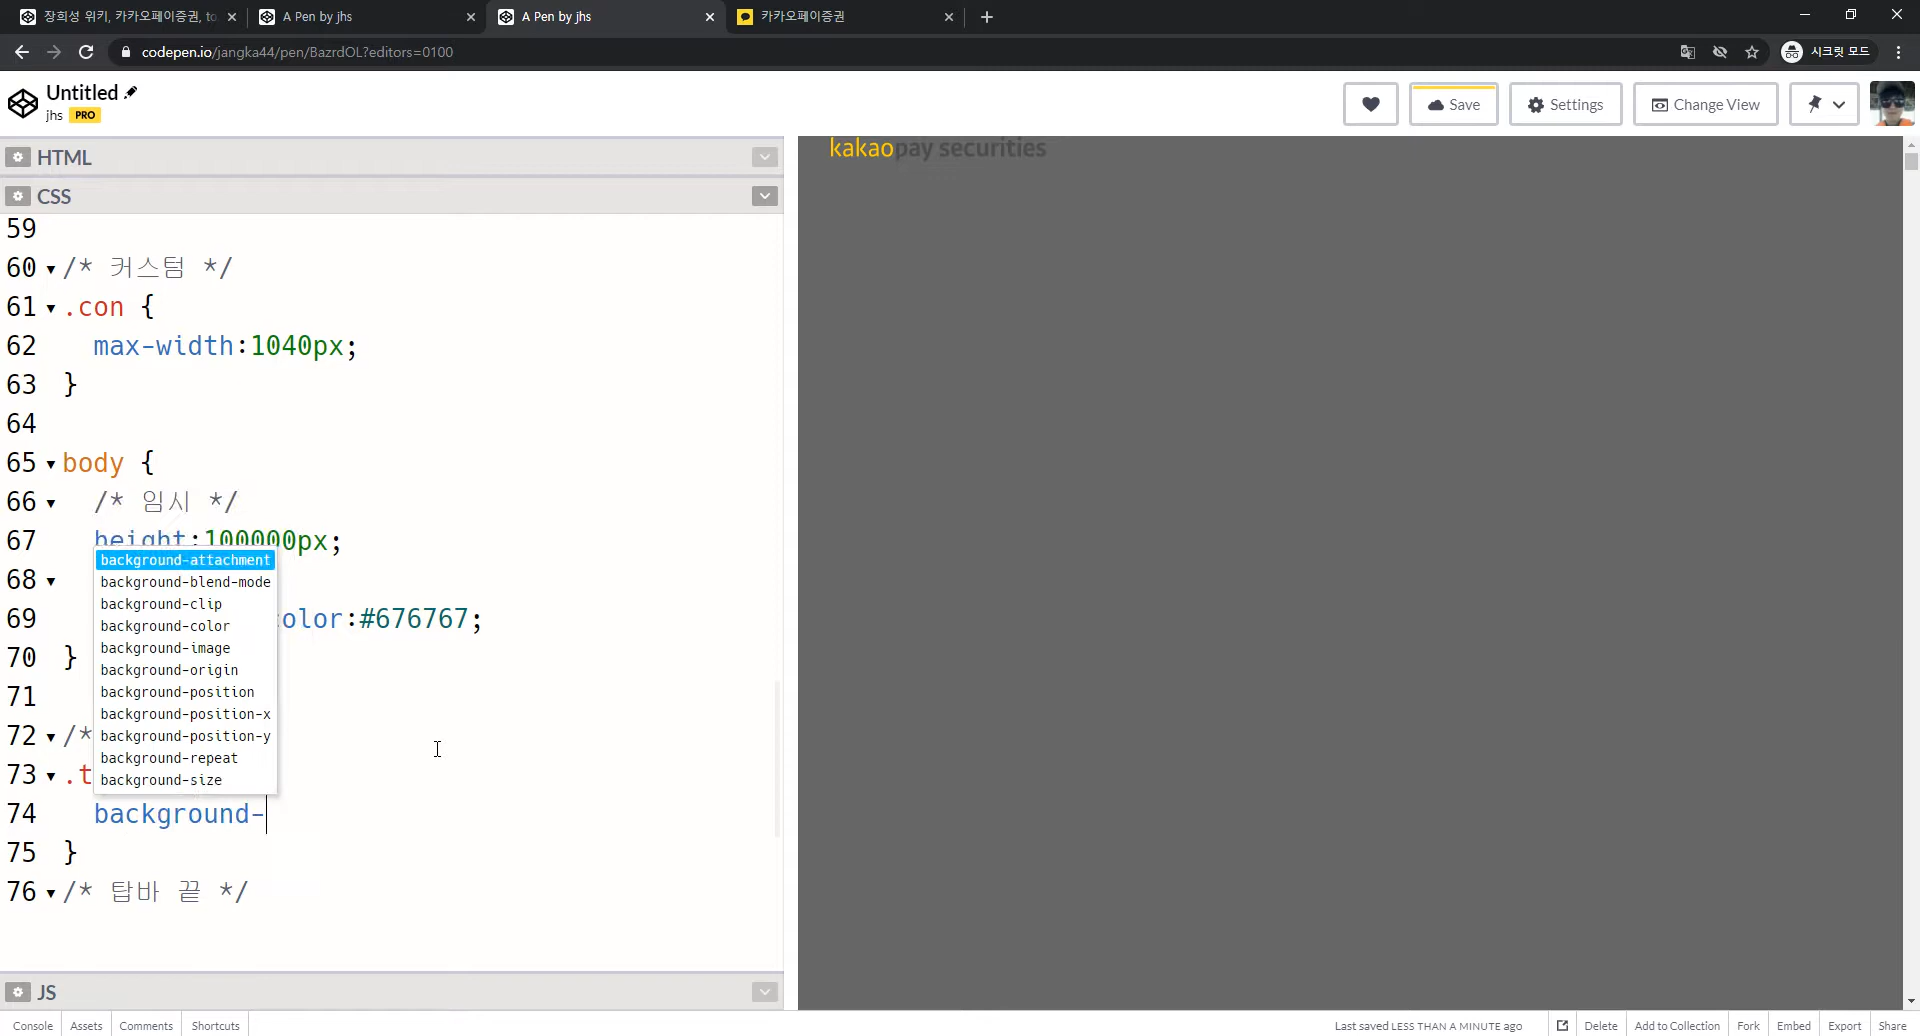 장희성 위키, 카카오페이증권, to
A Pen by jhs
A Pen by jhs
카카오페이증권
codepen.io/jangka44/pen/BazrdOL?editors=0100
시크릿 모드
Untitled
jhs PRO
Save
Settings
Change View
HTML
CSS
59
60 /* 커스텀 */
61 .con {
62 max-width:1040px;
63 }
64
65 body {
66 /* 임시 */
67 height:100000px;
68
69 color:#676767;
70 }
71
72 /*
73 .t
74 background-
75 }
76 /* 탑바 끝 */
background-attachment
background-blend-mode
background-clip
background-color
background-image
background-origin
background-position
background-position-x
background-position-y
background-repeat
background-size
JS
kakaopay securities
Console
Assets
Comments
Shortcuts
Last saved LESS THAN A MINUTE ago
Delete
Add to Collection
Fork
Embed
Export
Share